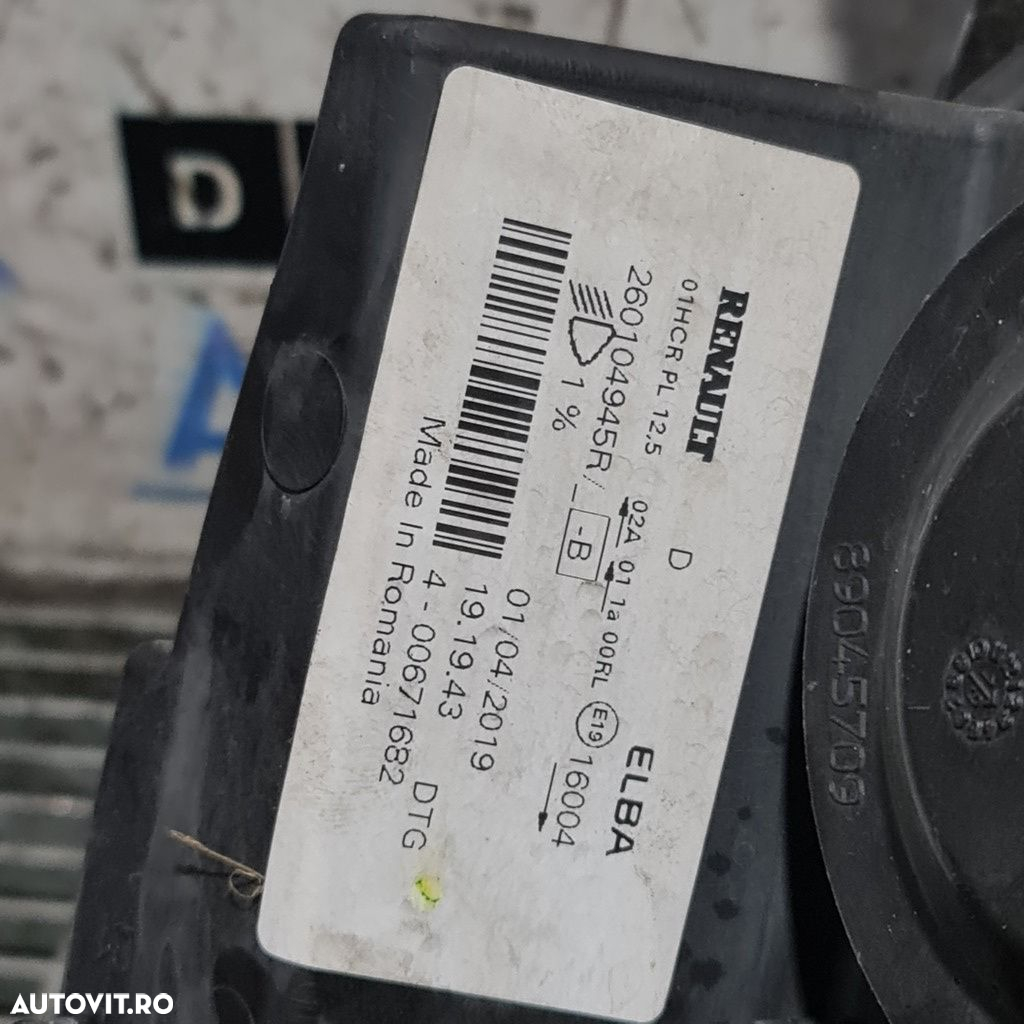 RENAULT
D
ELBA
01HCR PL 12,5
02A 01 1a 00RL E19 16004
260104945R/_ -B
1 %
01/04/2019
19.19.43
4 - 00671682 DTG
Made In Romania
89045709
D
A
AUTOVIT.RO